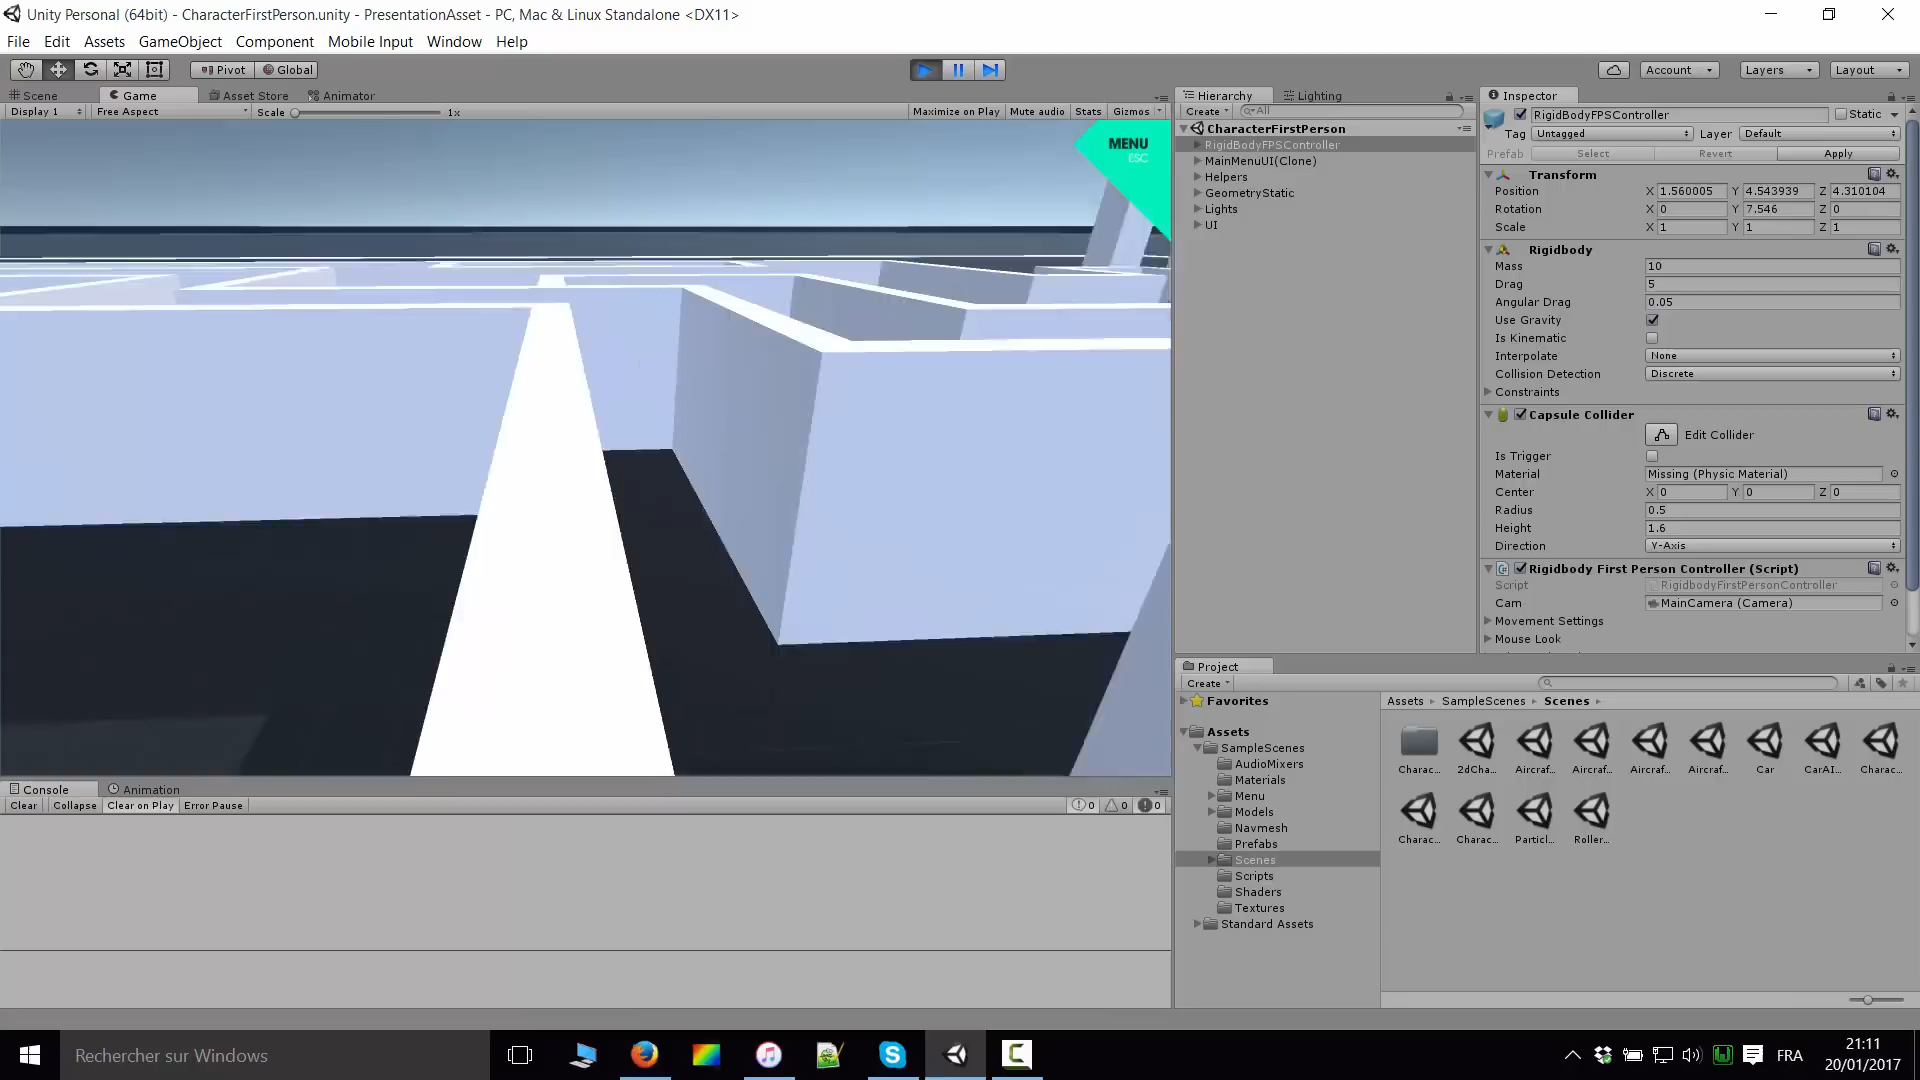 Unity Personal (64bit) - CharacterFirstPerson.unity - PresentationAsset - PC, Mac & Linux Standalone <DX11>
File Edit Assets GameObject Component Mobile Input Window Help
Pivot Global Account Layers Layout
Scene Game Asset Store Animator
Display 1 Free Aspect Scale 1x Maximize on Play Mute audio Stats Gizmos
MENU
ESC
Hierarchy Lighting
Create All
CharacterFirstPerson
RigidBodyFPSController
MainMenuUI(Clone)
Helpers
GeometryStatic
Lights
UI
Inspector
RigidBodyFPSController Static
Tag Untagged Layer Default
Prefab Select Revert Apply
Transform
Position X 1.560005 Y 4.543939 Z 4.310104
Rotation X 0 Y 7.546 Z 0
Scale X 1 Y 1 Z 1
Rigidbody
Mass 10
Drag 5
Angular Drag 0.05
Use Gravity
Is Kinematic
Interpolate None
Collision Detection Discrete
Constraints
Capsule Collider
Edit Collider
Is Trigger
Material Missing (Physic Material)
Center X 0 Y 0 Z 0
Radius 0.5
Height 1.6
Direction Y-Axis
Rigidbody First Person Controller (Script)
Script RigidbodyFirstPersonController
Cam MainCamera (Camera)
Movement Settings
Mouse Look
Project
Create
Favorites
Assets
SampleScenes
AudioMixers
Materials
Menu
Models
Navmesh
Prefabs
Scenes
Scripts
Shaders
Textures
Standard Assets
Assets SampleScenes Scenes
Charac... 2dCha... Aircraf... Aircraf... Aircraf... Aircraf... Car CarAI... Charac...
Charac... Charac... Particl... Roller...
Console Animation
Clear Collapse Clear on Play Error Pause 0 0 0
Rechercher sur Windows
FRA
21:11
20/01/2017